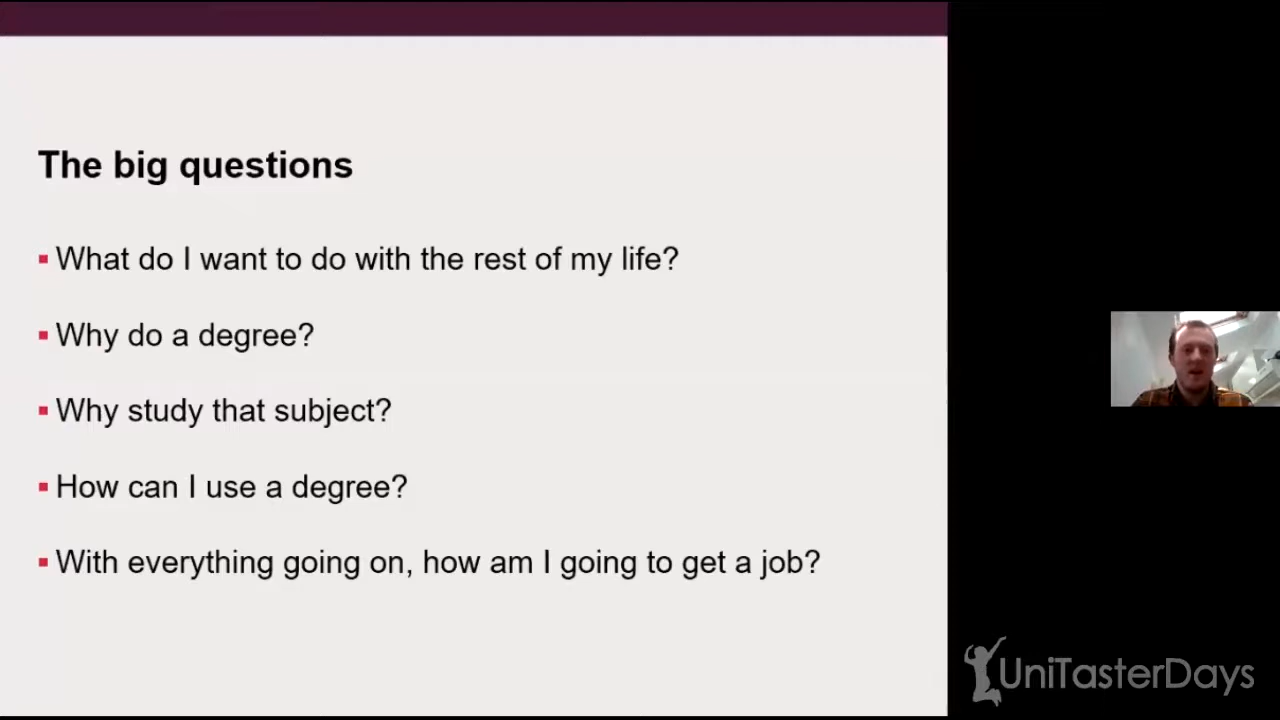 The big questions
What do I want to do with the rest of my life?
Why do a degree?
Why study that subject?
How can I use a degree?
With everything going on, how am I going to get a job?
UniTasterDays